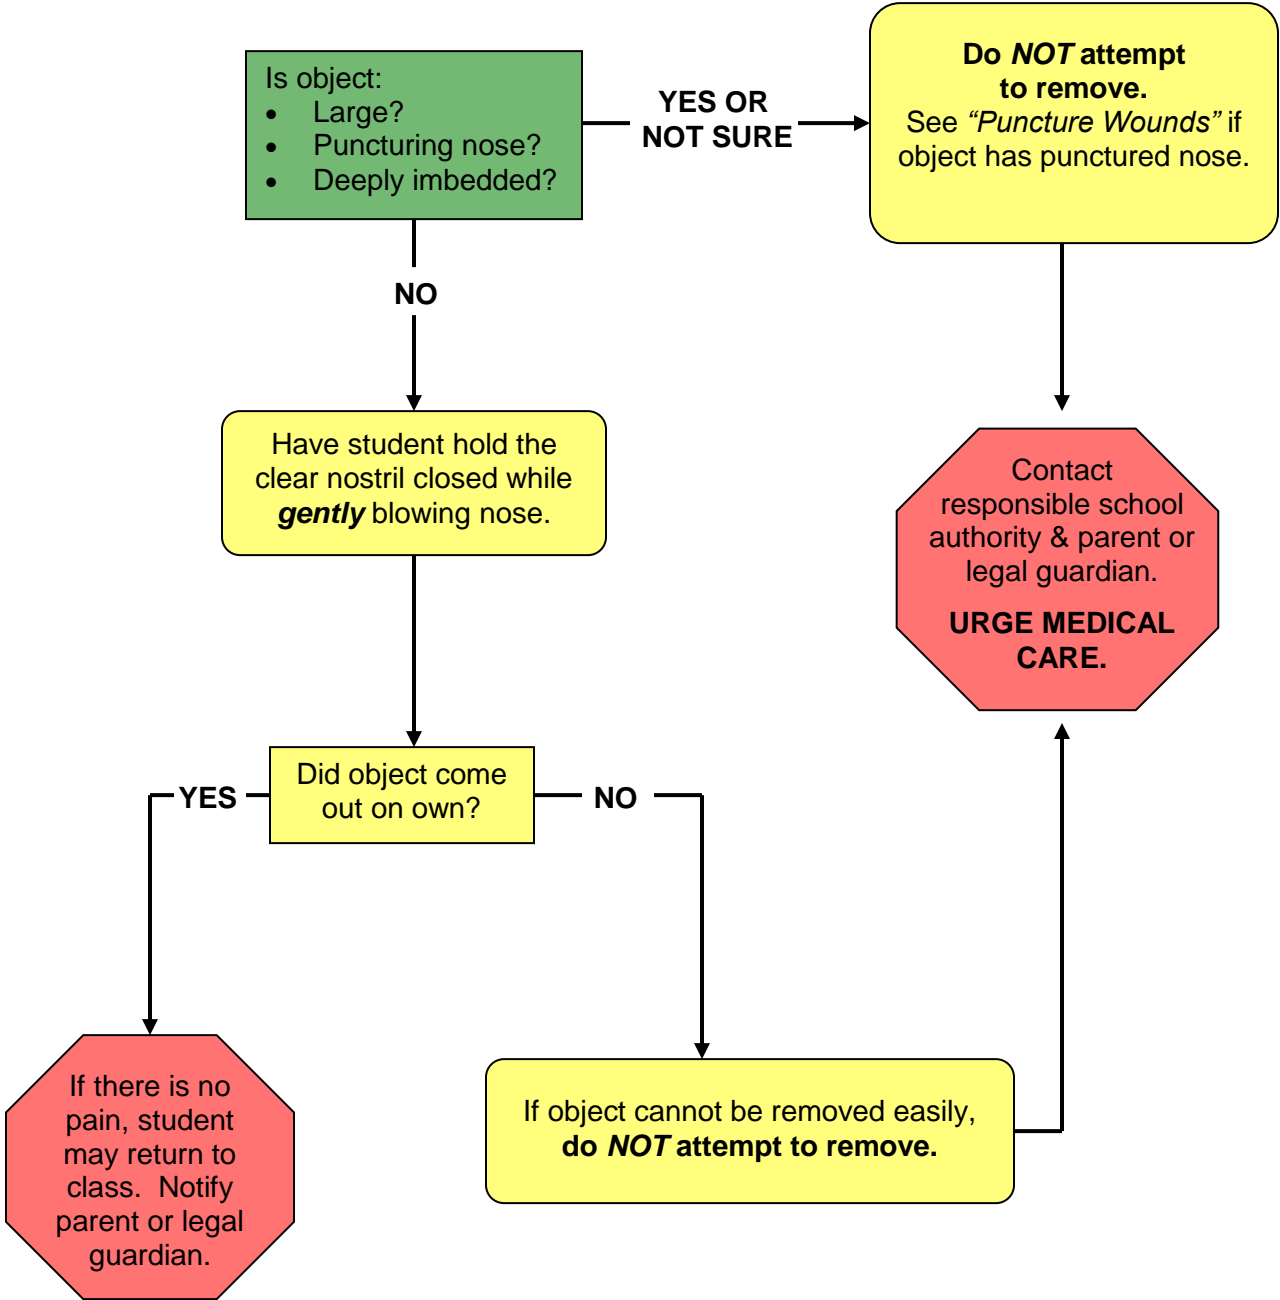 Is object:
• Large?
• Puncturing nose?
• Deeply imbedded?
YES OR
NOT SURE
Do NOT attempt
to remove.
See “Puncture Wounds” if
object has punctured nose.
NO
Have student hold the
clear nostril closed while
gently blowing nose.
Contact
responsible school
authority & parent or
legal guardian.
URGE MEDICAL
CARE.
Did object come
out on own?
YES
NO
If there is no
pain, student
may return to
class. Notify
parent or legal
guardian.
If object cannot be removed easily,
do NOT attempt to remove.